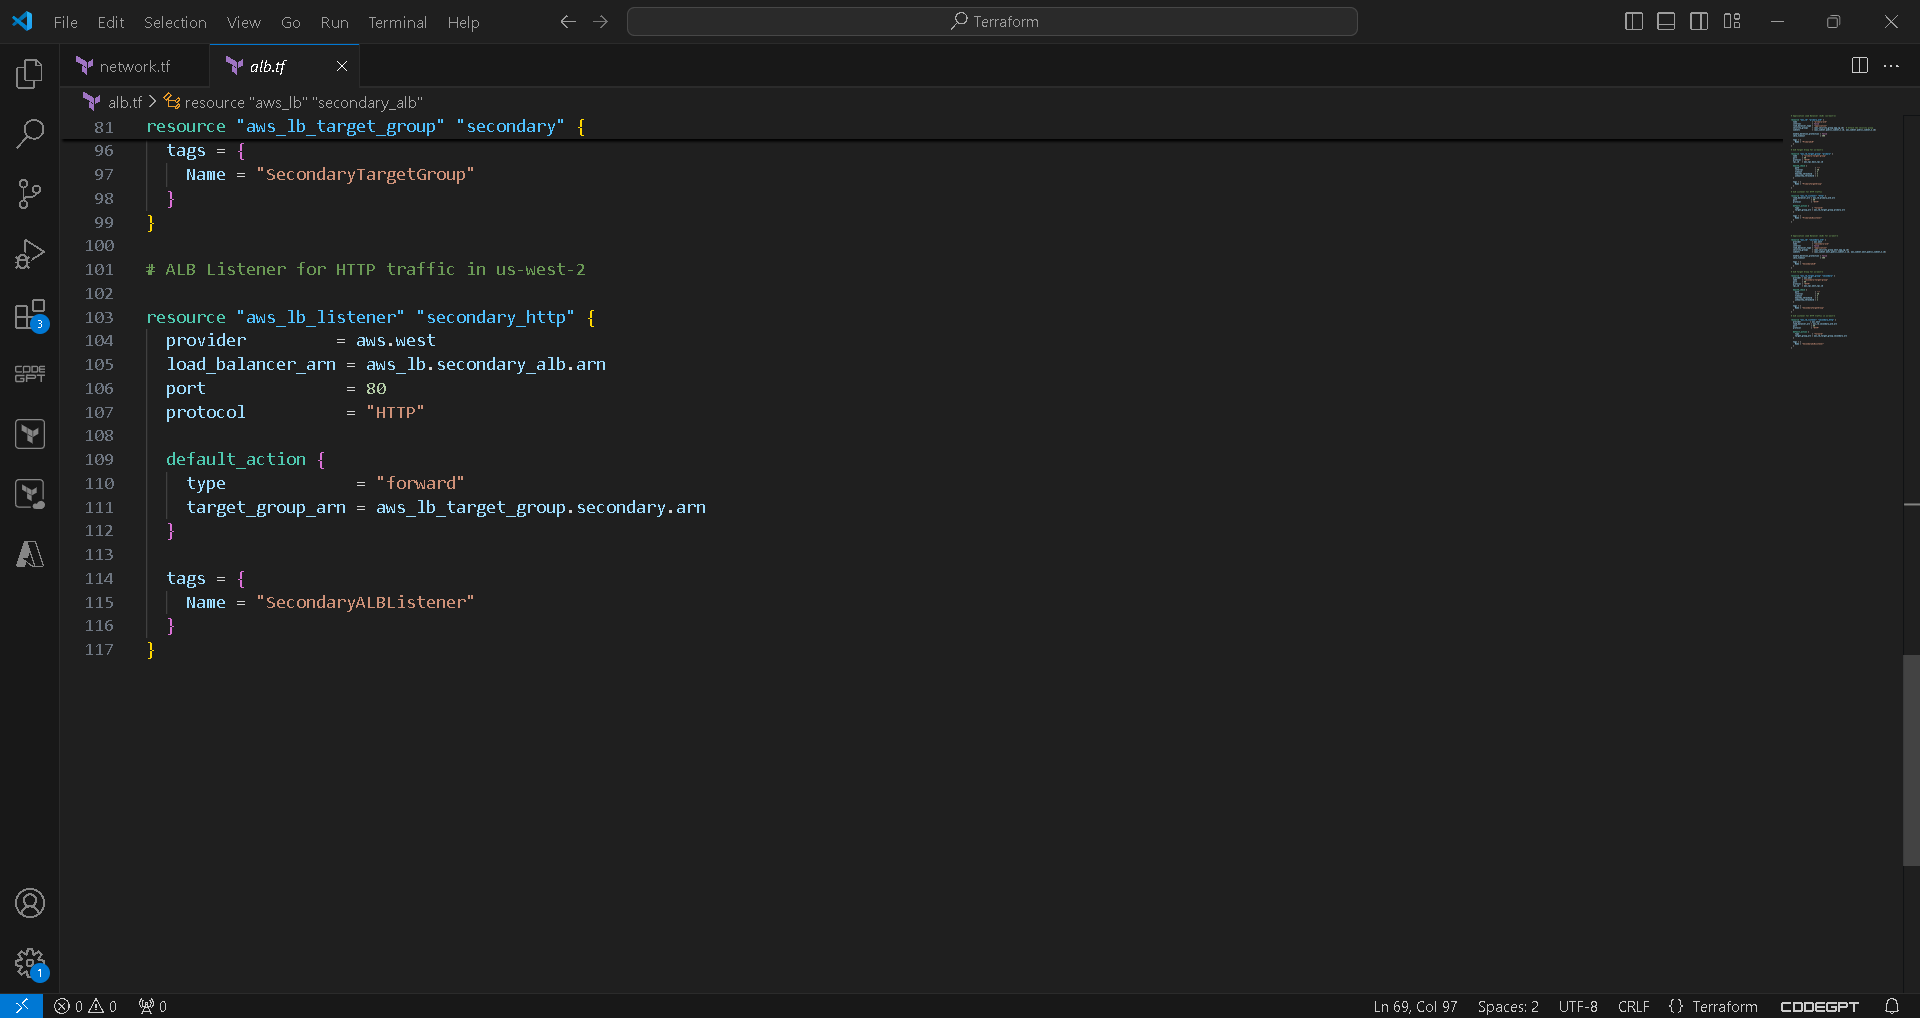 File Edit Selection View Go Run Terminal Help
Terraform
network.tf
alb.tf
alb.tf > resource "aws_lb" "secondary_alb"
81 resource "aws_lb_target_group" "secondary" {
96   tags = {
97     Name = "SecondaryTargetGroup"
98   }
99 }
100
101 # ALB Listener for HTTP traffic in us-west-2
102
103 resource "aws_lb_listener" "secondary_http" {
104   provider         = aws.west
105   load_balancer_arn = aws_lb.secondary_alb.arn
106   port              = 80
107   protocol          = "HTTP"
108
109   default_action {
110     type             = "forward"
111     target_group_arn = aws_lb_target_group.secondary.arn
112   }
113
114   tags = {
115     Name = "SecondaryALBListener"
116   }
117 }
3
CODE
GPT
1
0 0 0
Ln 69, Col 97 Spaces: 2 UTF-8 CRLF {} Terraform CODEGPT